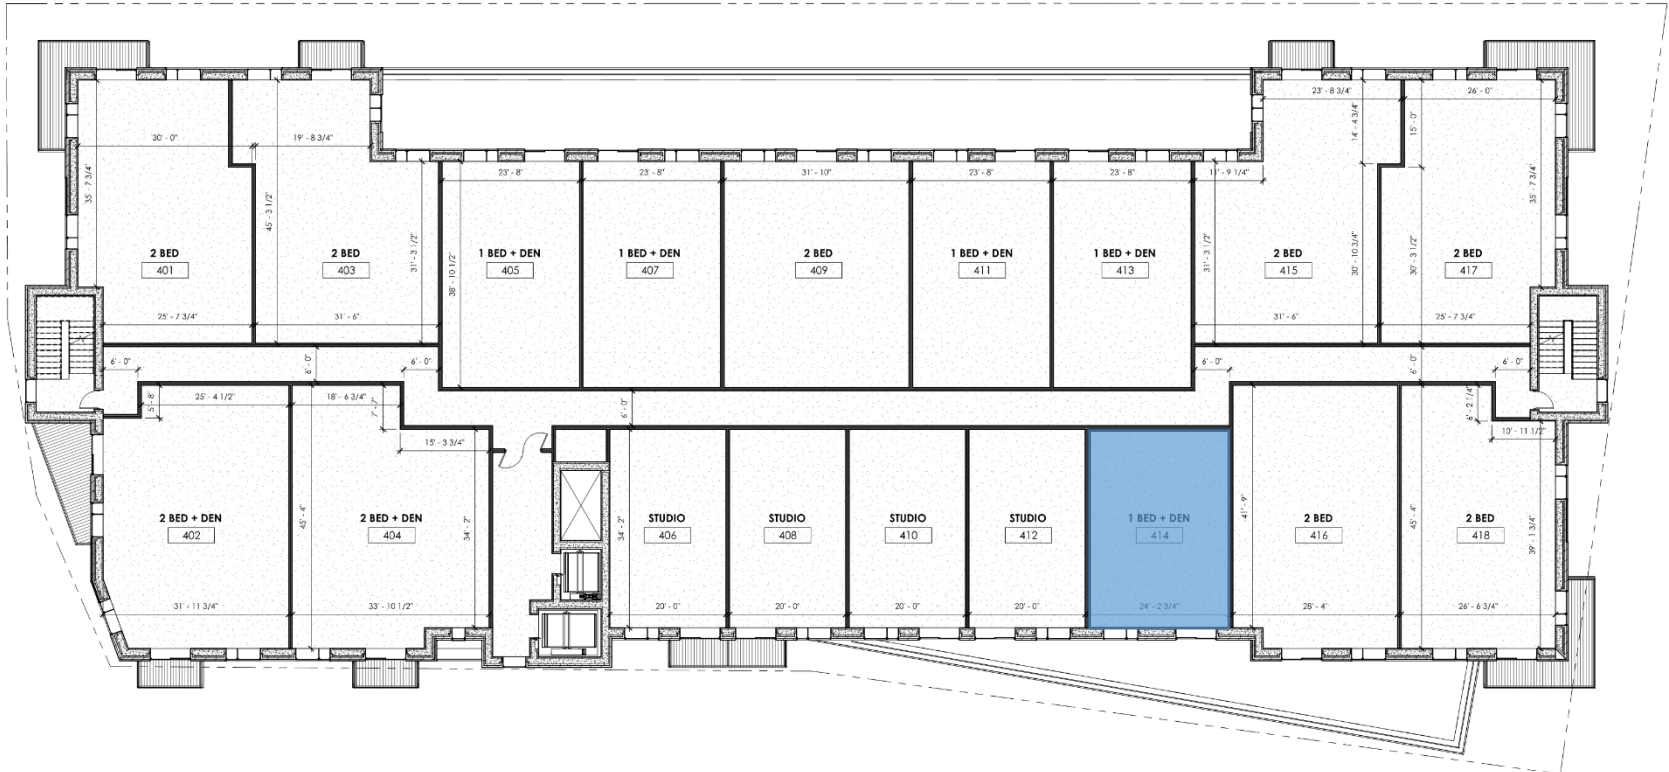 23' - 8 3/4"
26' - 0"
14' - 4 3/4"
15' - 0"
30' - 0"
19' - 8 3/4"
23' - 8"
23' - 8"
31' - 10"
23' - 8"
23' - 8"
11' - 9 1/4"
35' - 7 3/4"
45' - 3 1/2"
31' - 3 1/2"
38' - 10 1/2"
31' - 3 1/2"
30' - 10 3/4"
30' - 3 1/2"
35' - 7 3/4"
2 BED
401
2 BED
403
1 BED + DEN
405
1 BED + DEN
407
2 BED
409
1 BED + DEN
411
1 BED + DEN
413
2 BED
415
2 BED
417
25' - 7 3/4"
31' - 6"
31' - 6"
25' - 7 3/4"
6' - 0"
6' - 0"
6' - 0"
6' - 0"
6' - 0"
6' - 0"
25' - 4 1/2"
18' - 6 3/4"
5' - 8"
7' - 7"
6' - 0"
6' - 2 1/4"
15' - 3 3/4"
10' - 11 1/2"
45' - 4"
34' - 2"
34' - 2"
41' - 9"
45' - 4"
39' - 1 3/4"
2 BED + DEN
402
2 BED + DEN
404
STUDIO
406
STUDIO
408
STUDIO
410
STUDIO
412
1 BED + DEN
414
2 BED
416
2 BED
418
31' - 11 3/4"
33' - 10 1/2"
20' - 0"
20' - 0"
20' - 0"
20' - 0"
24' - 2 3/4"
28' - 4"
26' - 6 3/4"